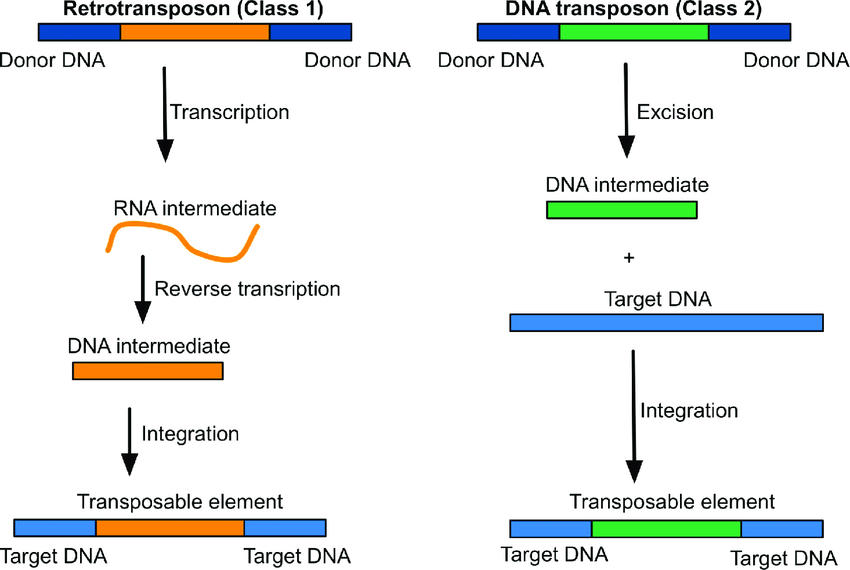 Retrotransposon (Class 1)
Donor DNA
Donor DNA
Transcription
RNA intermediate
Reverse transription
DNA intermediate
Integration
Transposable element
Target DNA
Target DNA
DNA transposon (Class 2)
Donor DNA
Donor DNA
Excision
DNA intermediate
+
Target DNA
Integration
Transposable element
Target DNA
Target DNA